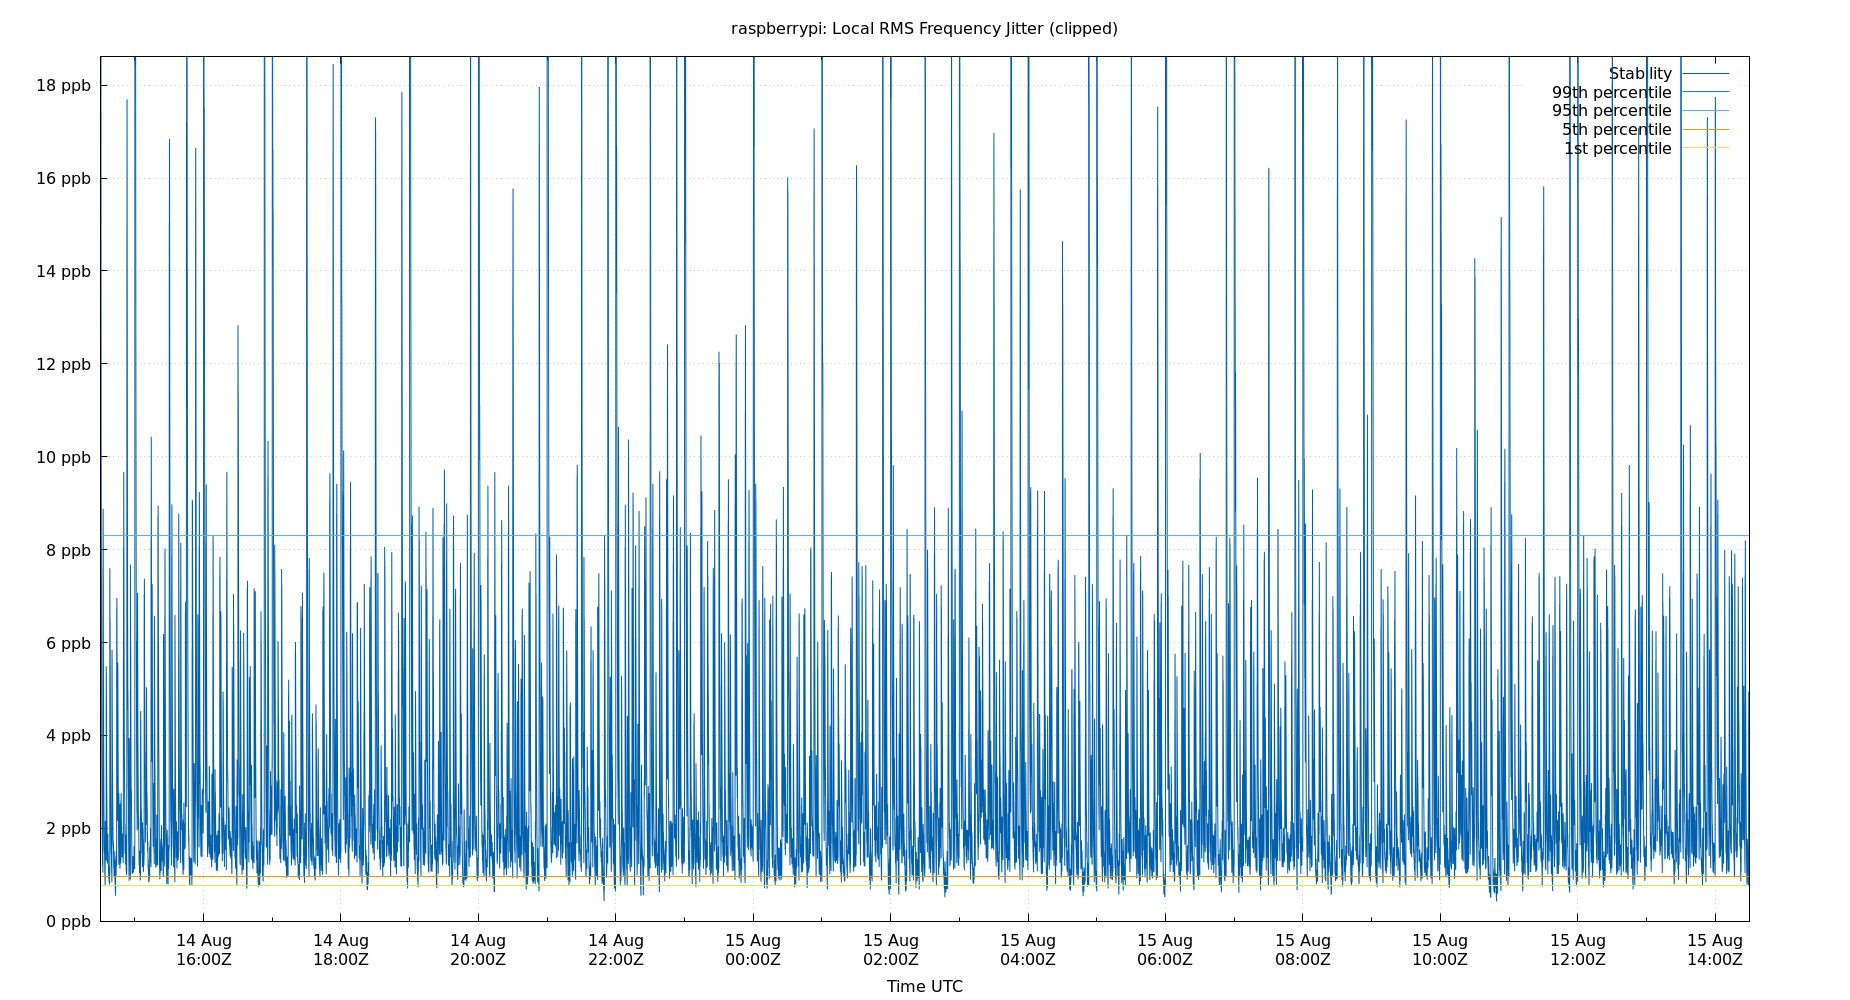 raspberrypi: Local RMS Frequency Jitter (clipped)
Stability
99th percentile
95th percentile
5th percentile
1st percentile
18 ppb
16 ppb
14 ppb
12 ppb
10 ppb
8 ppb
6 ppb
4 ppb
2 ppb
0 ppb
14 Aug 14 Aug 14 Aug 14 Aug 15 Aug 15 Aug 15 Aug 15 Aug 15 Aug 15 Aug 15 Aug 15 Aug
16:00Z 18:00Z 20:00Z 22:00Z 00:00Z 02:00Z 04:00Z 06:00Z 08:00Z 10:00Z 12:00Z 14:00Z
Time UTC